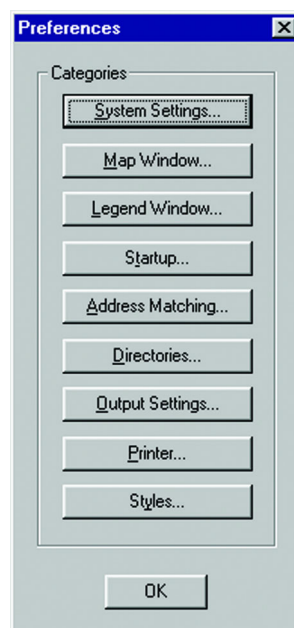 Preferences
Categories
System Settings...
Map Window...
Legend Window...
Startup...
Address Matching...
Directories...
Output Settings...
Printer...
Styles...
OK